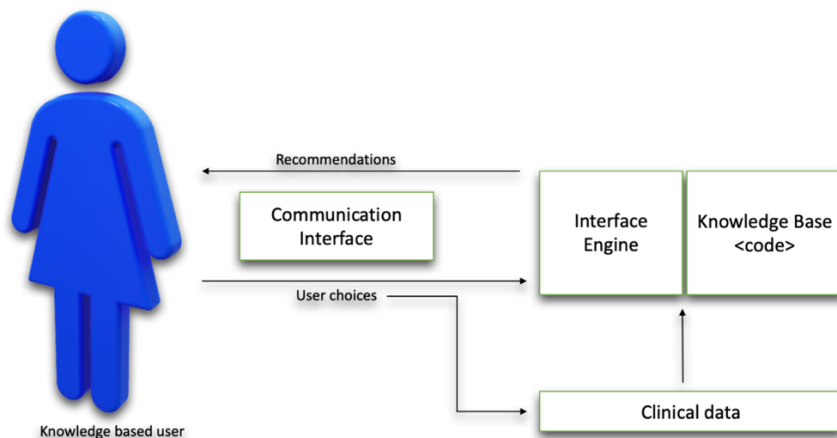 Recommendations
Communication
Interface
Interface
Engine
Knowledge Base
<code>
User choices
Clinical data
Knowledge based user